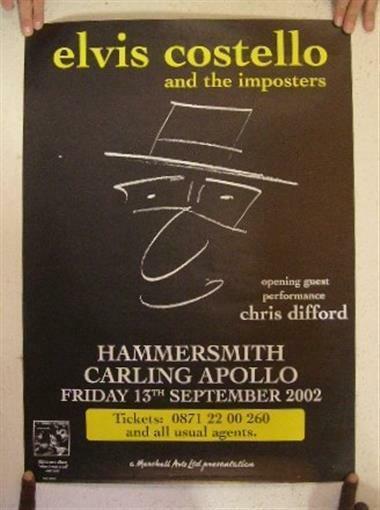 elvis costello
and the imposters
opening guest
performance
chris difford
HAMMERSMITH
CARLING APOLLO
FRIDAY 13TH SEPTEMBER 2002
Tickets: 0871 22 00 260
and all usual agents.
a Marshall Arts Ltd presentation